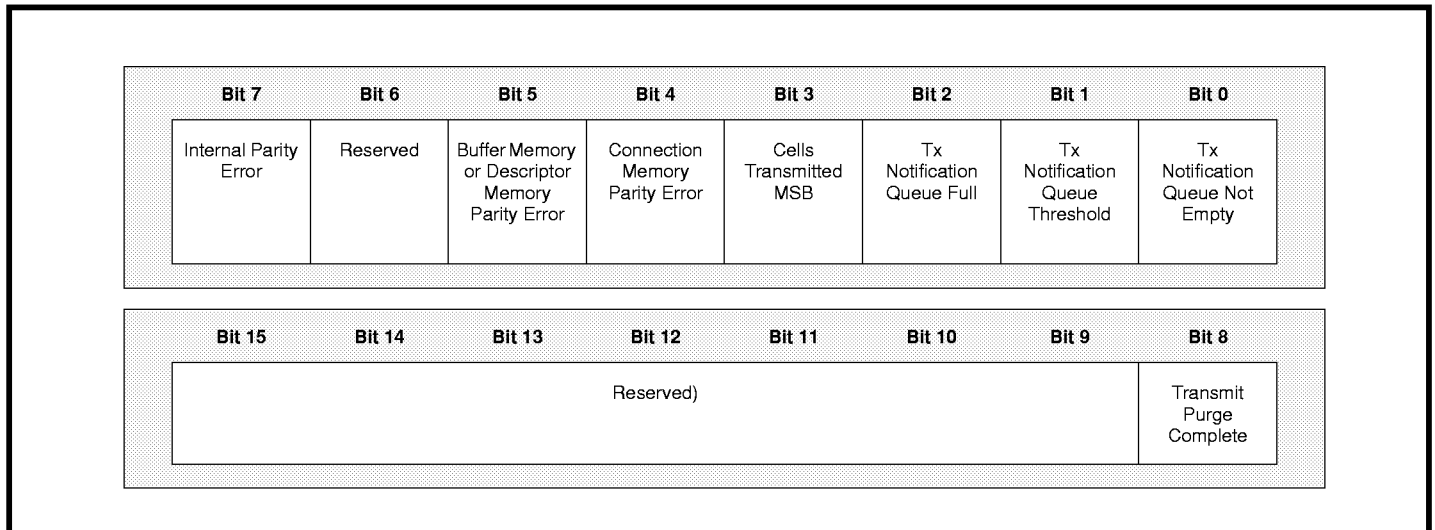 Bit 7 Bit 6 Bit 5 Bit 4 Bit 3 Bit 2 Bit 1 Bit 0
Internal Parity
Error
Reserved
Buffer Memory
or Descriptor
Memory
Parity Error
Connection
Memory
Parity Error
Cells
Transmitted
MSB
Tx
Notification
Queue Full
Tx
Notification
Queue
Threshold
Tx
Notification
Queue Not
Empty
Bit 15 Bit 14 Bit 13 Bit 12 Bit 11 Bit 10 Bit 9 Bit 8
Reserved)
Transmit
Purge
Complete